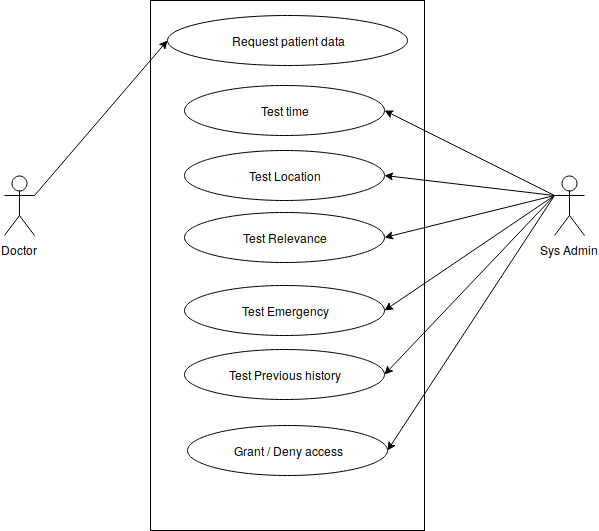 Request patient data
Test time
Test Location
Test Relevance
Doctor
Sys Admin
Test Emergency
Test Previous history
Grant / Deny access